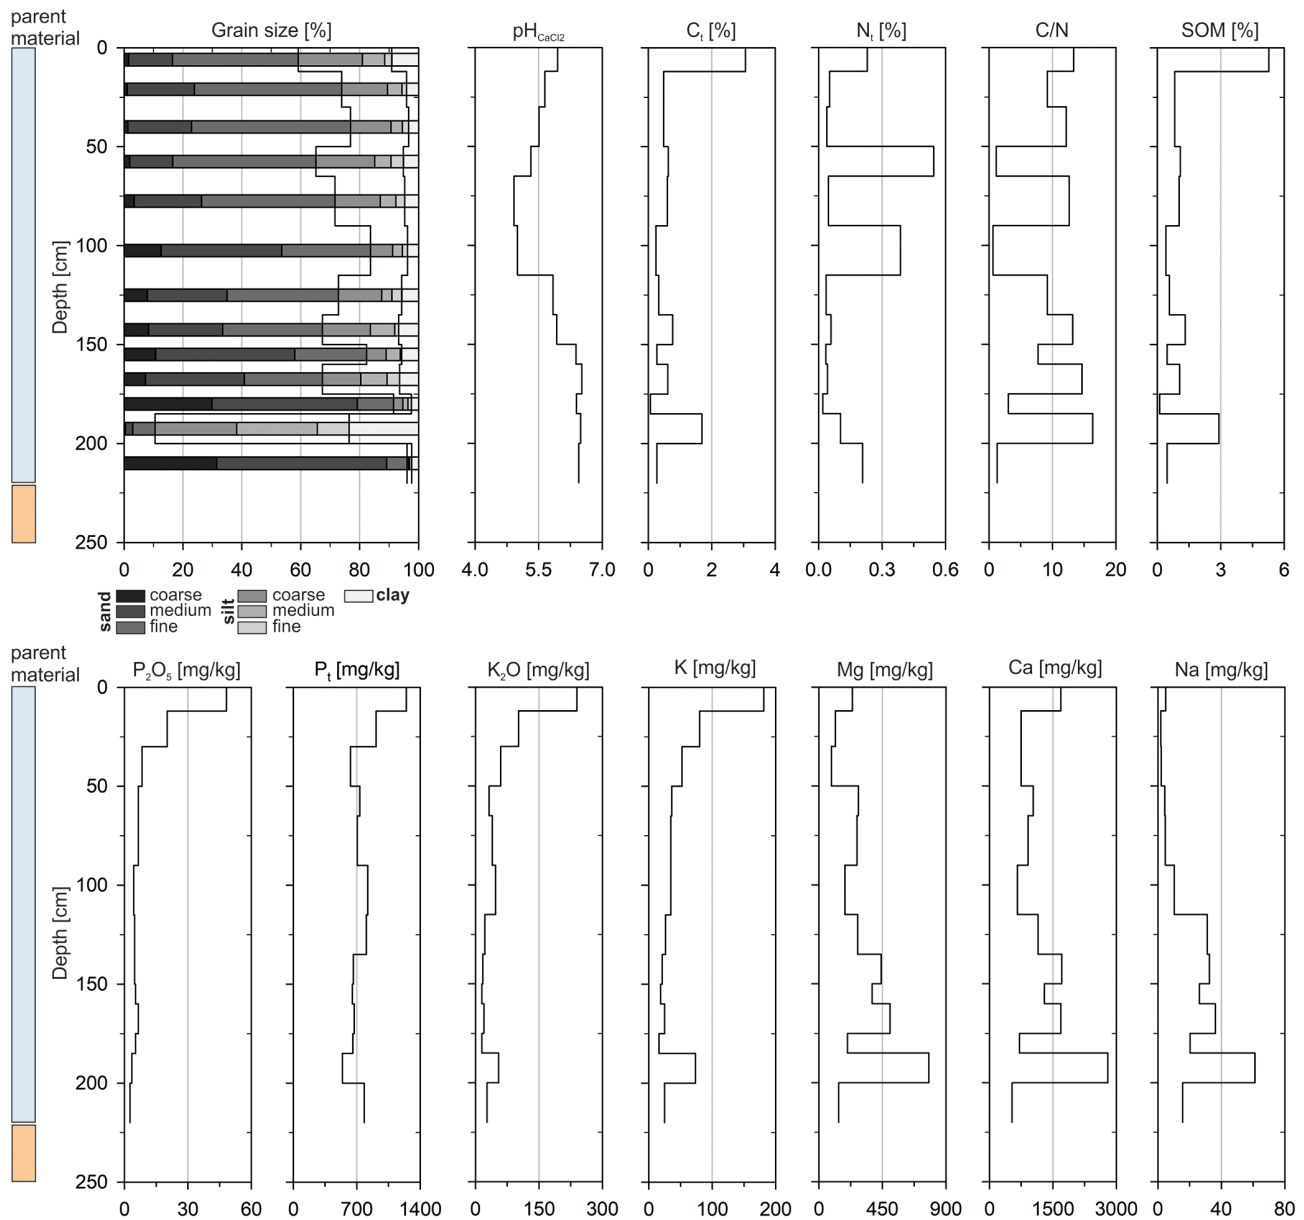 parent
material
Grain size [%]
pH CaCl2
Ct [%]
Nt [%]
C/N
SOM [%]
Depth [cm]
0
50
100
150
200
250
0 20 40 60 80 100
4.0 5.5 7.0
0 2 4
0.0 0.3 0.6
0 10 20
0 3 6
sand
coarse
medium
fine
silt
coarse
medium
fine
clay
parent
material
P2O5 [mg/kg]
Pt [mg/kg]
K2O [mg/kg]
K [mg/kg]
Mg [mg/kg]
Ca [mg/kg]
Na [mg/kg]
Depth [cm]
0
50
100
150
200
250
0 30 60
0 700 1400
0 150 300
0 100 200
0 450 900
0 1500 3000
0 40 80